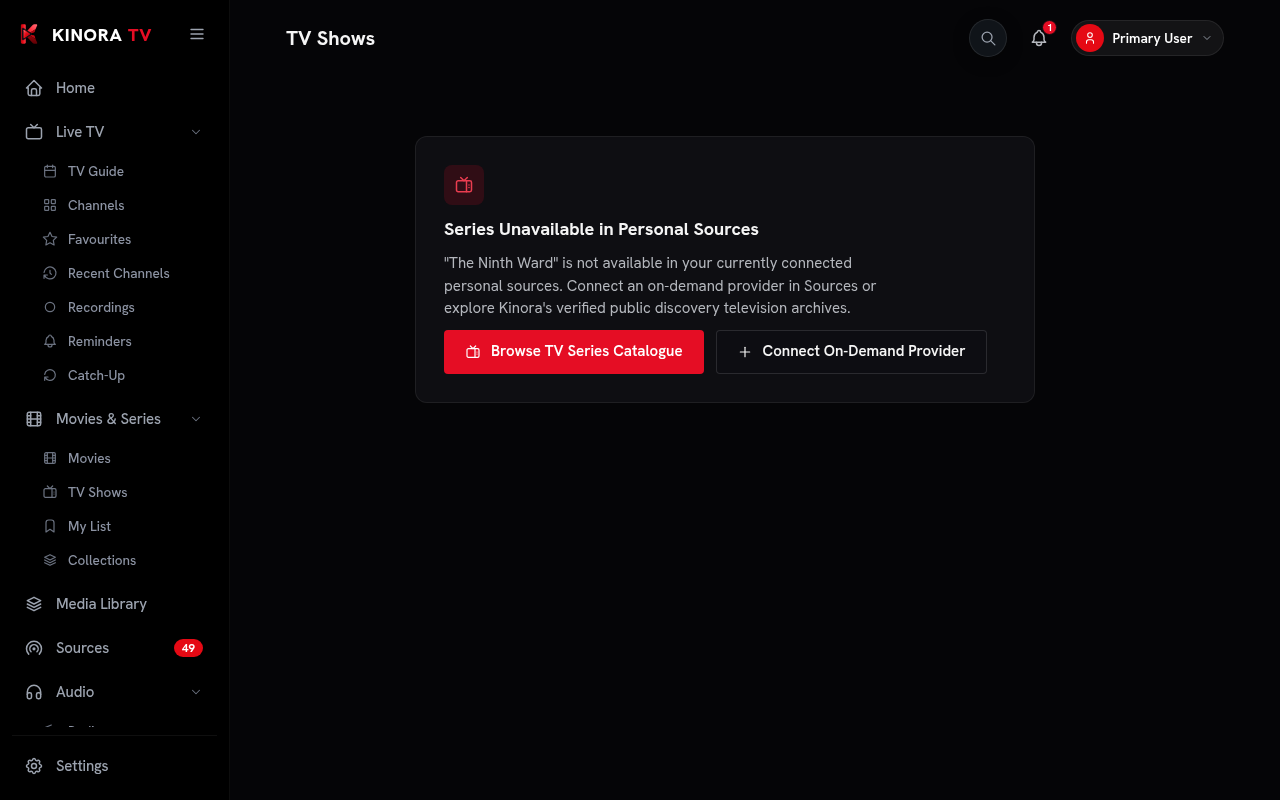 KINORA TV
Home
Live TV
TV Guide
Channels
Favourites
Recent Channels
Recordings
Reminders
Catch-Up
Movies & Series
Movies
TV Shows
My List
Collections
Media Library
Sources 49
Audio
Settings
TV Shows
1
Primary User
Series Unavailable in Personal Sources
"The Ninth Ward" is not available in your currently connected
personal sources. Connect an on-demand provider in Sources or
explore Kinora's verified public discovery television archives.
Browse TV Series Catalogue
Connect On-Demand Provider